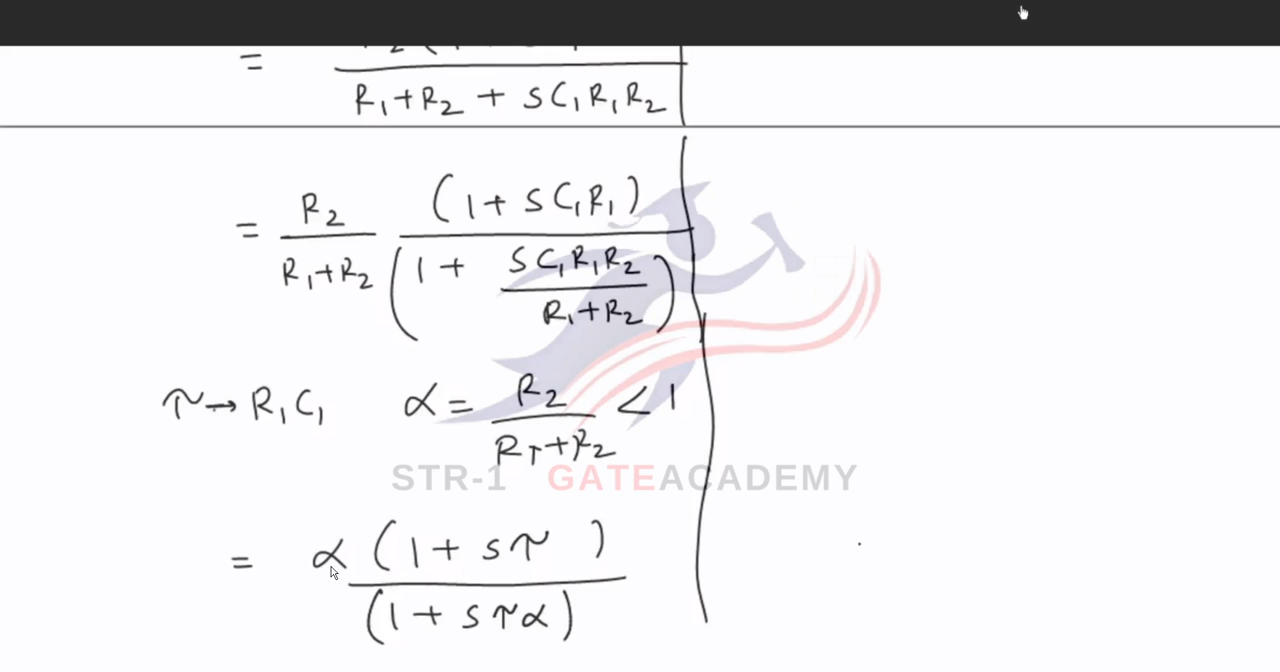 =
R₁+R₂ + SC₁R₁R₂
= R₂/(R₁+R₂) (1+SC₁R₁)/(1+ SC₁R₁R₂/(R₁+R₂))
τ→R₁C₁ α= R₂/(R₁+R₂) <1
STR-1 GATEACADEMY
= α(1+sτ)/(1+sτα)